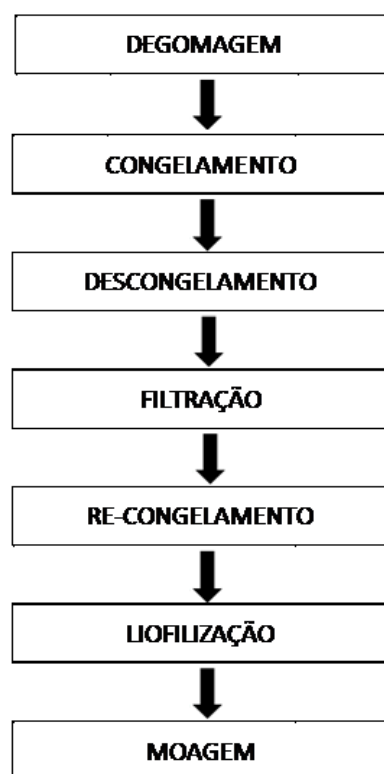 DEGOMAGEM
CONGELAMENTO
DESCONGELAMENTO
FILTRAÇÃO
RE-CONGELAMENTO
LIOFILIZAÇÃO
MOAGEM